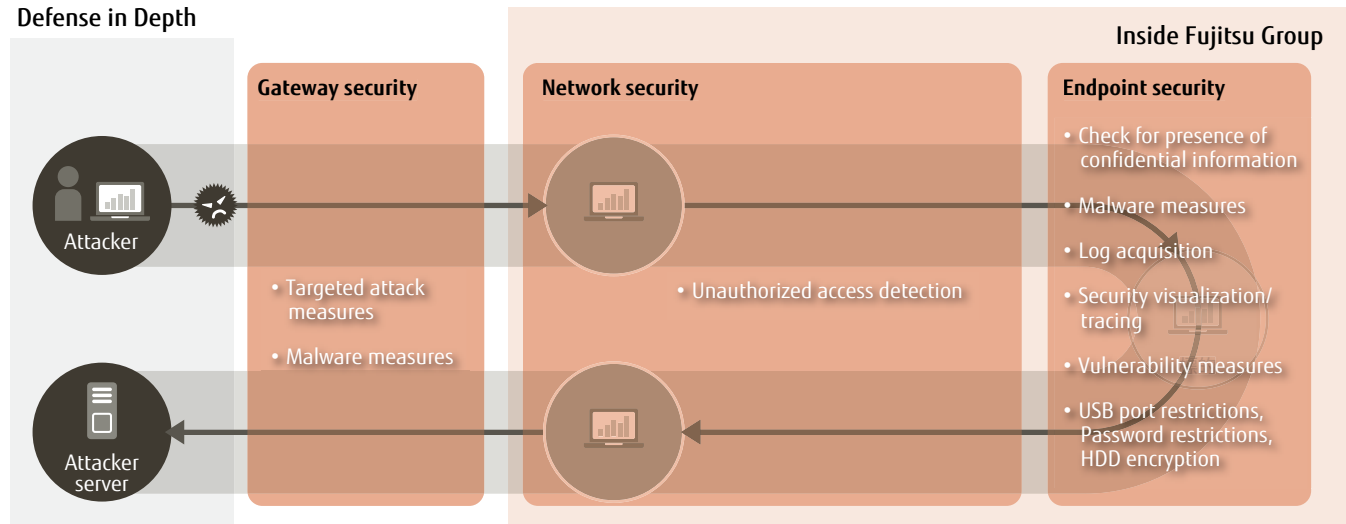 Defense in Depth
Inside Fujitsu Group
Gateway security
Network security
Endpoint security
Attacker
• Targeted attack
measures
• Malware measures
• Unauthorized access detection
• Check for presence of
confidential information
• Malware measures
• Log acquisition
• Security visualization/
tracing
• Vulnerability measures
• USB port restrictions,
Password restrictions,
HDD encryption
Attacker
server